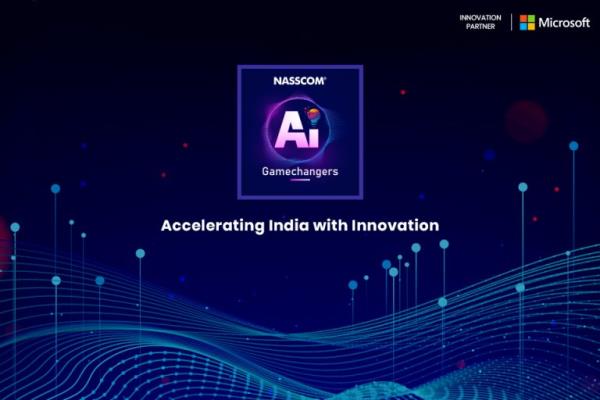 INNOVATION
PARTNER
Microsoft
NASSCOM®
Ai
Gamechangers
Accelerating India with Innovation